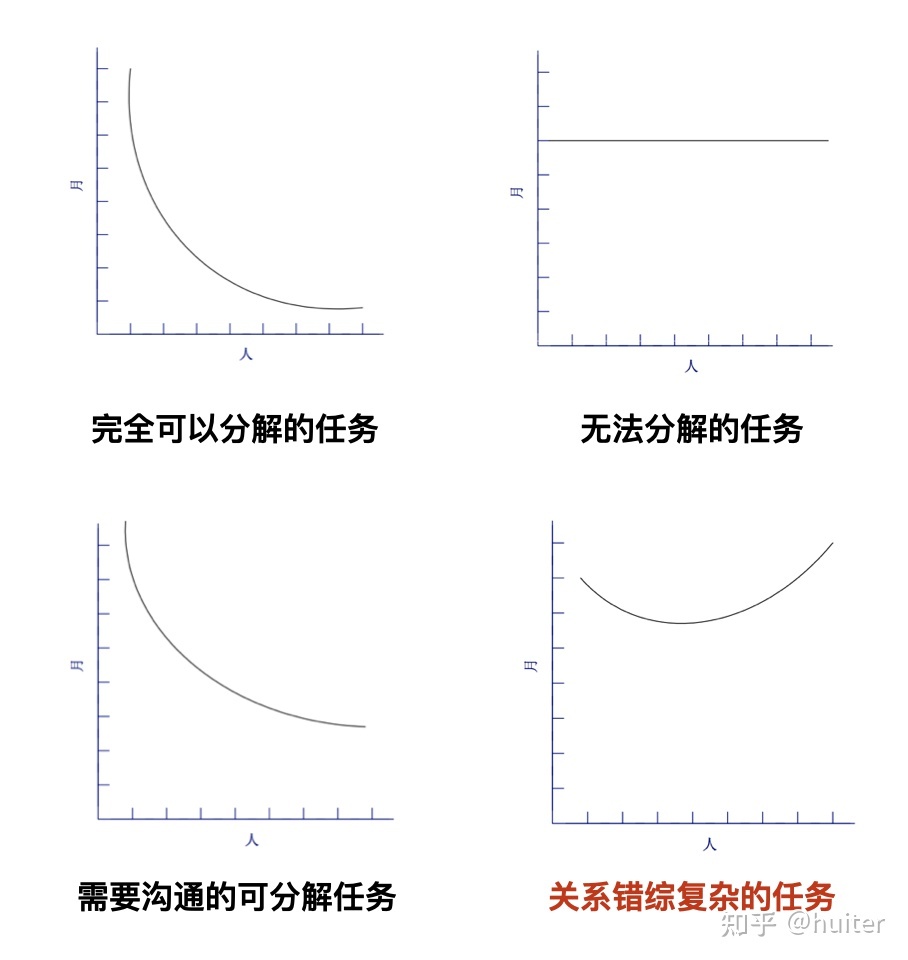 月
人
完全可以分解的任务
月
人
无法分解的任务
月
人
需要沟通的可分解任务
月
人
关系错综复杂的任务
知乎 @huiter